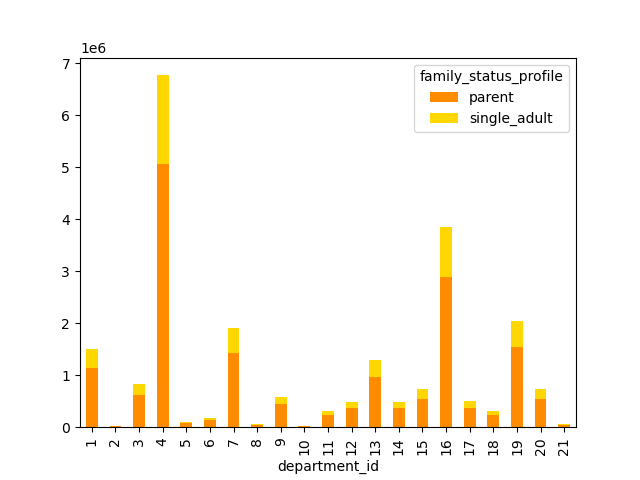 1e6
7
6
5
4
3
2
1
0
family_status_profile
parent
single_adult
1 2 3 4 5 6 7 8 9 10 11 12 13 14 15 16 17 18 19 20 21
department_id